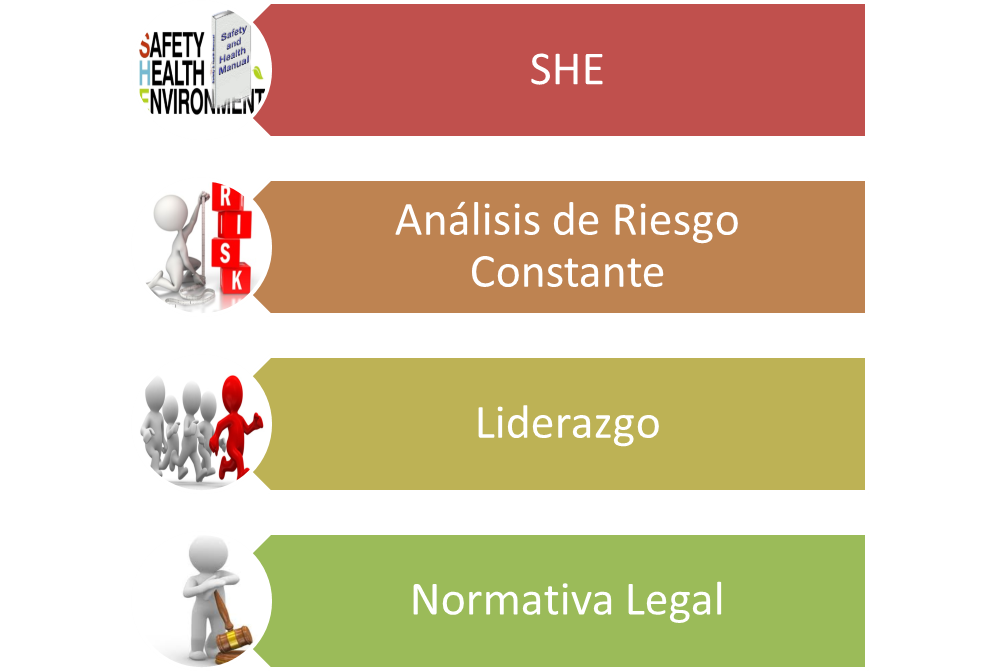 SAFETY
HEALTH
ENVIRONMENT
Safety
and
Health
Manual
SHE
RISK
Análisis de Riesgo
Constante
Liderazgo
Normativa Legal